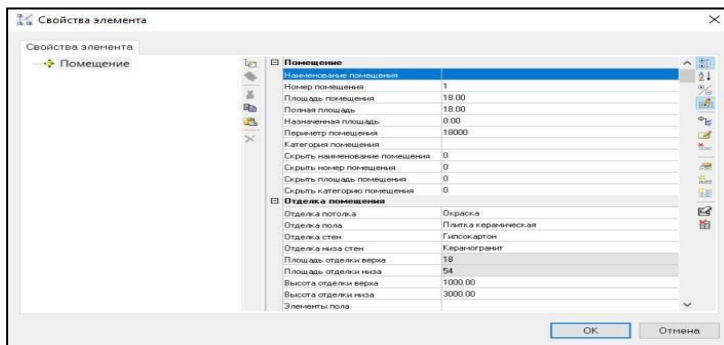 Свойства элемента
Свойства элемента
Помещение
Помещение
Наименование помещения
Номер помещения 1
Площадь помещения 18.00
Полная площадь 18.00
Назначенная площадь 0.00
Периметр помещения 18000
Категория помещения
Скрыть наименование помещения 0
Скрыть номер помещения 0
Скрыть площадь помещения 0
Скрыть категорию помещения 0
Отделка помещения
Отделка потолка Окраска
Отделка пола Плитка керамическая
Отделка стен Гипсокартон
Отделка низа стен Керамогранит
Площадь отделки верха 18
Площадь отделки низа 54
Высота отделки верха 1000.00
Высота отделки низа 3000.00
Элементы пола
OK Отмена